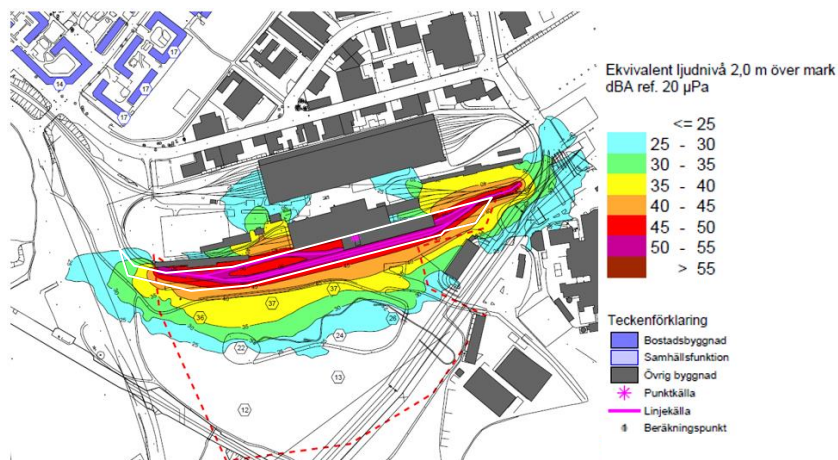 17
14
17
17
Ekvivalent ljudnivå 2,0 m över mark
dBA ref. 20 µPa
<= 25
25 - 30
30 - 35
35 - 40
40 - 45
45 - 50
50 - 55
> 55
37
37
36
26
24
22
13
12
Teckenförklaring
Bostadsbyggnad
Samhällsfunktion
Övrig byggnad
Punktkälla
Linjekälla
Beräkningspunkt